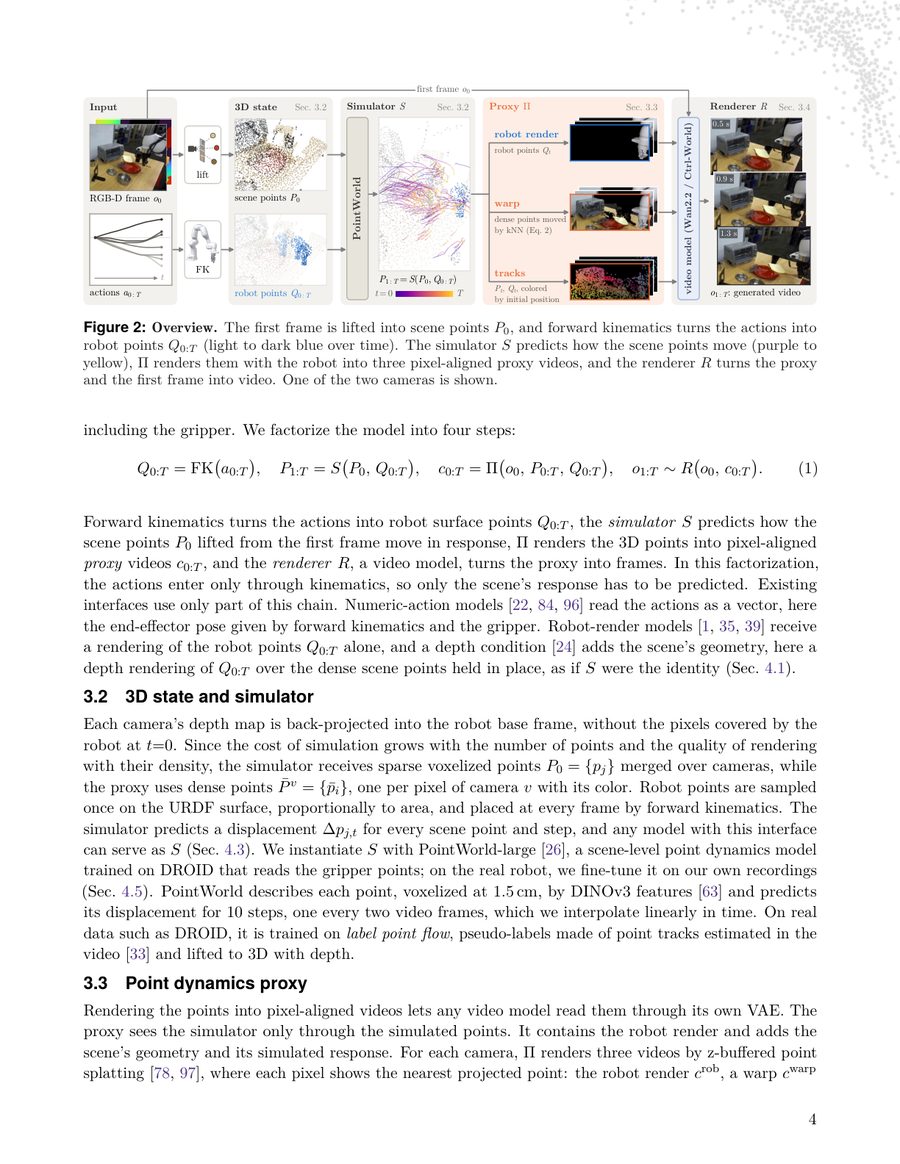 first frame o₀
Input
3D state Sec. 3.2
Simulator S Sec. 3.2
Proxy Π Sec. 3.3
Renderer R Sec. 3.4
RGB-D frame o₀
lift
scene points P₀
actions a₀:T
t
FK
robot points Q₀:T
PointWorld
P₁:T = S(P₀, Q₀:T)
t = 0 T
robot render
robot points Qₜ
warp
dense points moved
by kNN (Eq. 2)
tracks
Pₜ, Qₜ, colored
by initial position
video model (Wan2.2 / Ctrl-World)
0.5 s
0.9 s
1.3 s
o₁:T: generated video
Figure 2: Overview. The first frame is lifted into scene points P₀, and forward kinematics turns the actions into
robot points Q₀:T (light to dark blue over time). The simulator S predicts how the scene points move (purple to
yellow), Π renders them with the robot into three pixel-aligned proxy videos, and the renderer R turns the proxy
and the first frame into video. One of the two cameras is shown.
including the gripper. We factorize the model into four steps:
Q₀:T = FK(a₀:T), P₁:T = S(P₀, Q₀:T), c₀:T = Π(o₀, P₀:T, Q₀:T), o₁:T ∼ R(o₀, c₀:T). (1)
Forward kinematics turns the actions into robot surface points Q₀:T, the simulator S predicts how the
scene points P₀ lifted from the first frame move in response, Π renders the 3D points into pixel-aligned
proxy videos c₀:T, and the renderer R, a video model, turns the proxy into frames. In this factorization,
the actions enter only through kinematics, so only the scene's response has to be predicted. Existing
interfaces use only part of this chain. Numeric-action models [22, 84, 96] read the actions as a vector, here
the end-effector pose given by forward kinematics and the gripper. Robot-render models [1, 35, 39] receive
a rendering of the robot points Q₀:T alone, and a depth condition [24] adds the scene's geometry, here a
depth rendering of Q₀:T over the dense scene points held in place, as if S were the identity (Sec. 4.1).
3.2 3D state and simulator
Each camera's depth map is back-projected into the robot base frame, without the pixels covered by the
robot at t=0. Since the cost of simulation grows with the number of points and the quality of rendering
with their density, the simulator receives sparse voxelized points P₀ = {pⱼ} merged over cameras, while
the proxy uses dense points P̄ᵛ = {p̄ᵢ}, one per pixel of camera v with its color. Robot points are sampled
once on the URDF surface, proportionally to area, and placed at every frame by forward kinematics. The
simulator predicts a displacement Δpⱼ,ₜ for every scene point and step, and any model with this interface
can serve as S (Sec. 4.3). We instantiate S with PointWorld-large [26], a scene-level point dynamics model
trained on DROID that reads the gripper points; on the real robot, we fine-tune it on our own recordings
(Sec. 4.5). PointWorld describes each point, voxelized at 1.5 cm, by DINOv3 features [63] and predicts
its displacement for 10 steps, one every two video frames, which we interpolate linearly in time. On real
data such as DROID, it is trained on label point flow, pseudo-labels made of point tracks estimated in the
video [33] and lifted to 3D with depth.
3.3 Point dynamics proxy
Rendering the points into pixel-aligned videos lets any video model read them through its own VAE. The
proxy sees the simulator only through the simulated points. It contains the robot render and adds the
scene's geometry and its simulated response. For each camera, Π renders three videos by z-buffered point
splatting [78, 97], where each pixel shows the nearest projected point: the robot render cʳᵒᵇ, a warp cʷᵃʳᵖ
4